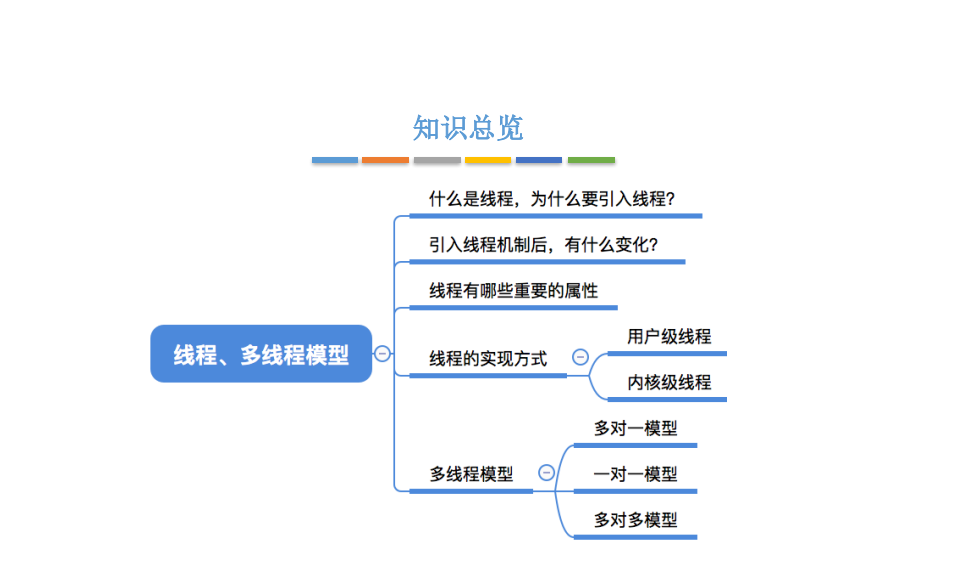 知识总览
什么是线程，为什么要引入线程？
引入线程机制后，有什么变化？
线程有哪些重要的属性
线程、多线程模型
线程的实现方式
用户级线程
内核级线程
多线程模型
多对一模型
一对一模型
多对多模型